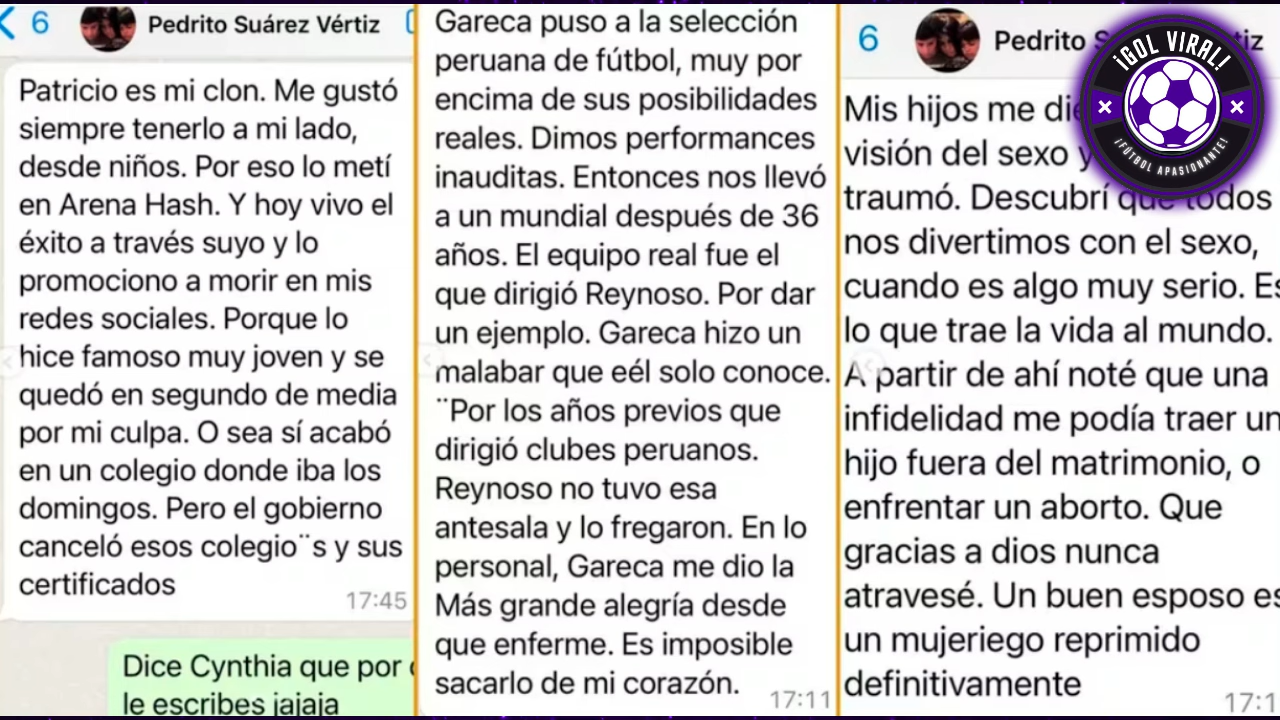 6
Pedrito Suárez Vértiz
Patricio es mi clon. Me gustó
siempre tenerlo a mi lado,
desde niños. Por eso lo metí
en Arena Hash. Y hoy vivo el
éxito a través suyo y lo
promociono a morir en mis
redes sociales. Porque lo
hice famoso muy joven y se
quedó en segundo de media
por mi culpa. O sea sí acabó
en un colegio donde iba los
domingos. Pero el gobierno
canceló esos colegio¨s y sus
certificados
17:45
Dice Cynthia que por
le escribes jajaja
Gareca puso a la selección
peruana de fútbol, muy por
encima de sus posibilidades
reales. Dimos performances
inauditas. Entonces nos llevó
a un mundial después de 36
años. El equipo real fue el
que dirigió Reynoso. Por dar
un ejemplo. Gareca hizo un
malabar que eél solo conoce.
¨Por los años previos que
dirigió clubes peruanos.
Reynoso no tuvo esa
antesala y lo fregaron. En lo
personal, Gareca me dio la
Más grande alegría desde
que enferme. Es imposible
sacarlo de mi corazón.
17:11
6
Pedrito
Mis hijos me
visión del sexo y
traumó. Descubrí que todos
nos divertimos con el sexo,
cuando es algo muy serio. Es
lo que trae la vida al mundo.
A partir de ahí noté que una
infidelidad me podía traer un
hijo fuera del matrimonio, o
enfrentar un aborto. Que
gracias a dios nunca
atravesé. Un buen esposo es
un mujeriego reprimido
definitivamente
17:1
¡GOL VIRAL!
¡FÚTBOL APASIONANTE!